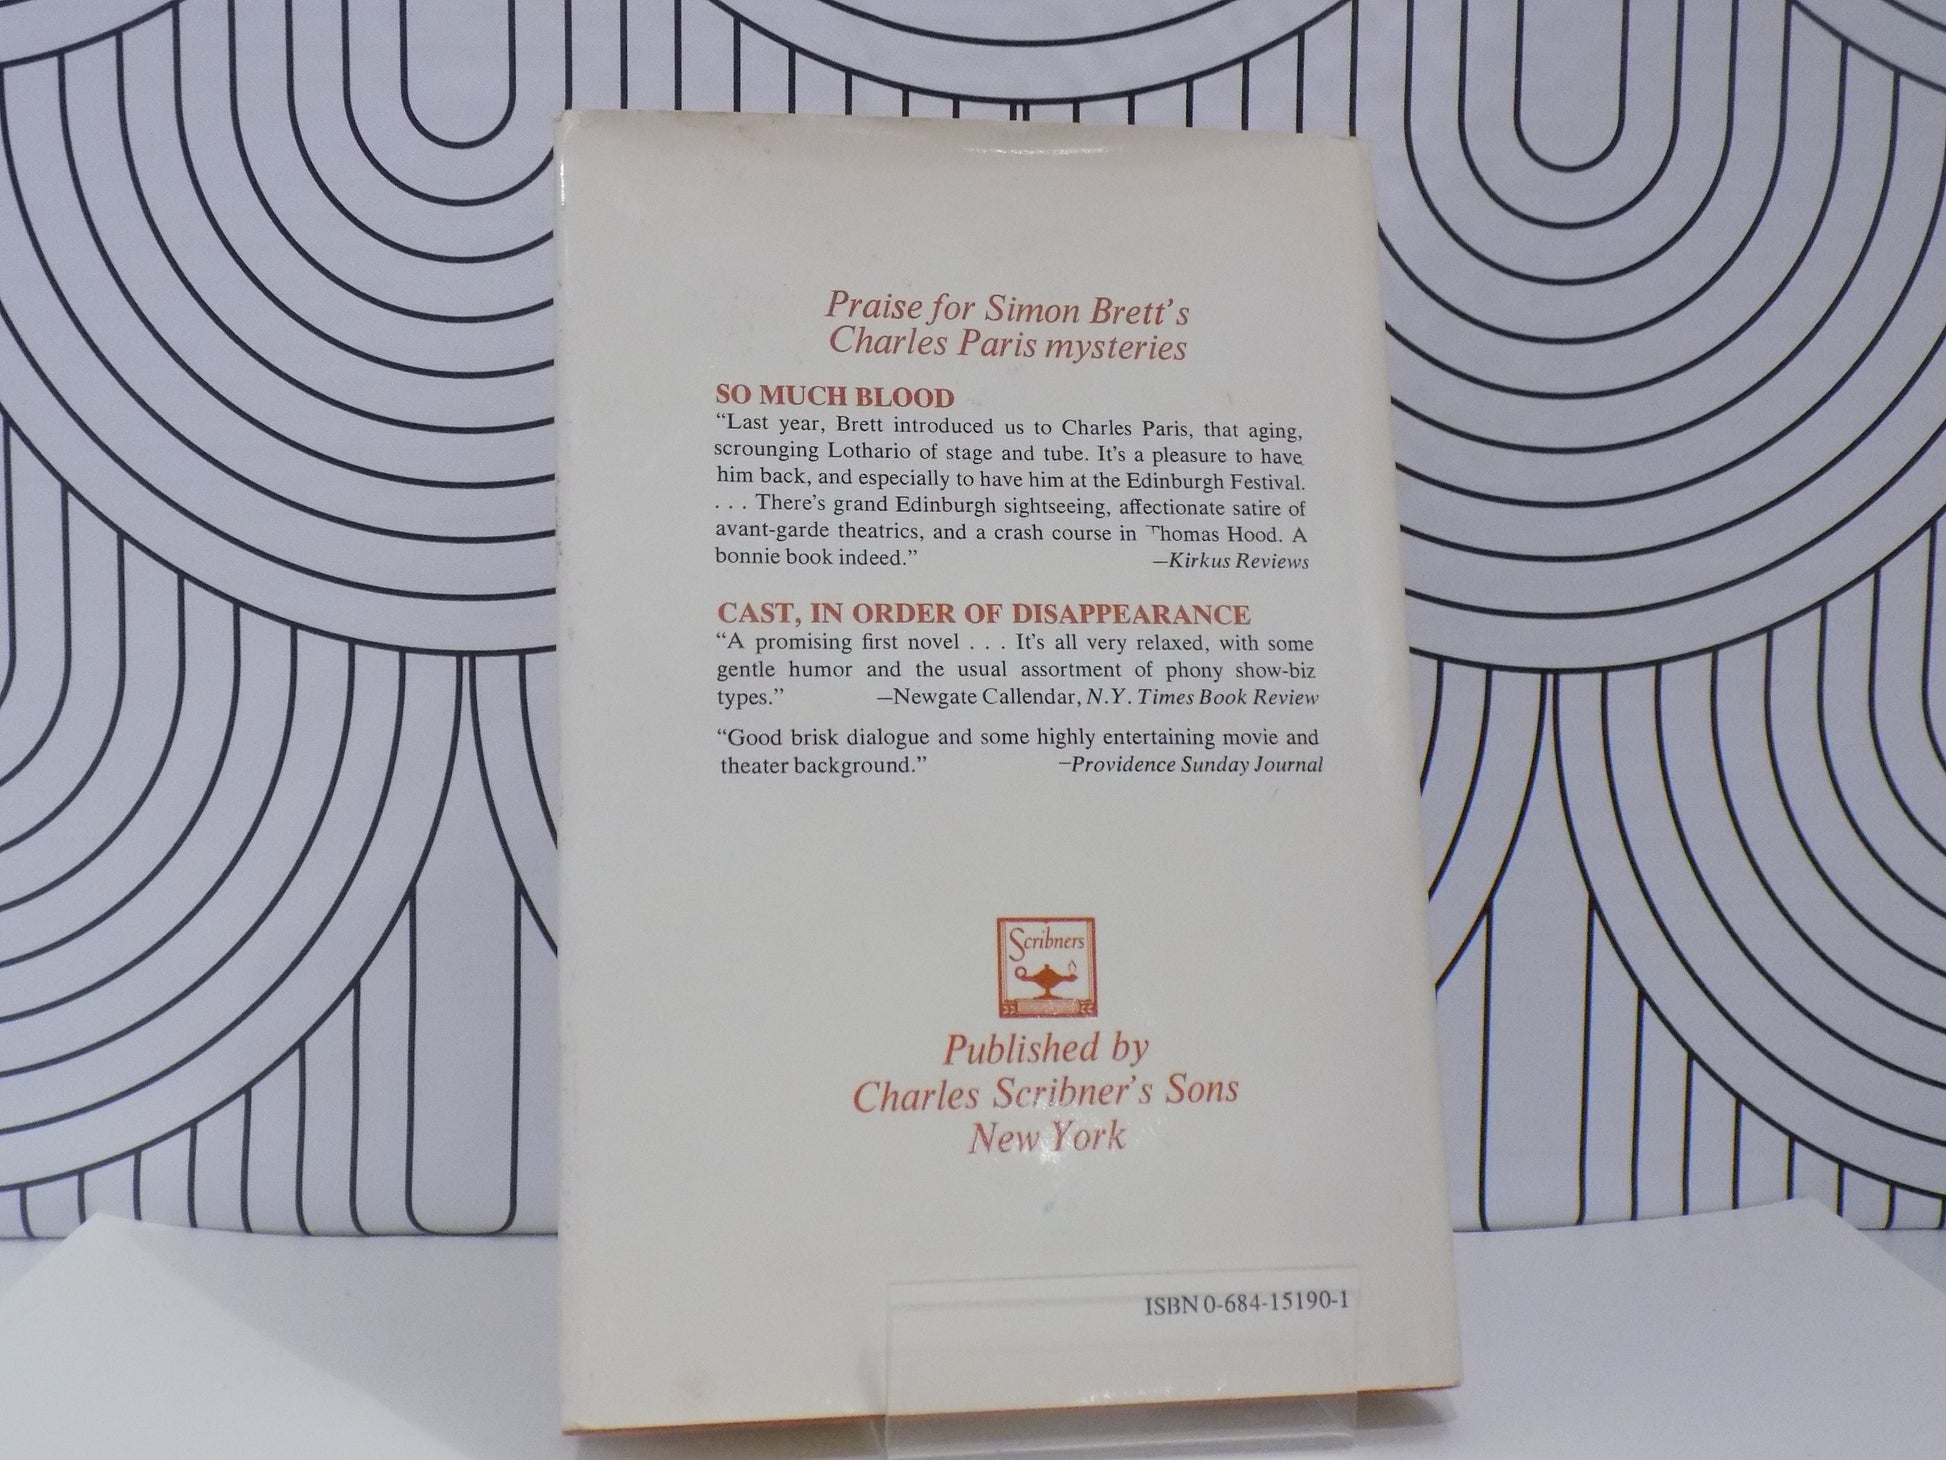 Praise for Simon Brett's
Charles Paris mysteries
SO MUCH BLOOD
“Last year, Brett introduced us to Charles Paris, that aging,
scrounging Lothario of stage and tube. It's a pleasure to have
him back, and especially to have him at the Edinburgh Festival.
. . . There's grand Edinburgh sightseeing, affectionate satire of
avant-garde theatrics, and a crash course in Thomas Hood. A
bonnie book indeed.” —Kirkus Reviews
CAST, IN ORDER OF DISAPPEARANCE
“A promising first novel . . . It's all very relaxed, with some
gentle humor and the usual assortment of phony show-biz
types.” —Newgate Callendar, N.Y. Times Book Review
“Good brisk dialogue and some highly entertaining movie and
theater background.” —Providence Sunday Journal
Scribners
Published by
Charles Scribner's Sons
New York
ISBN 0-684-15190-1